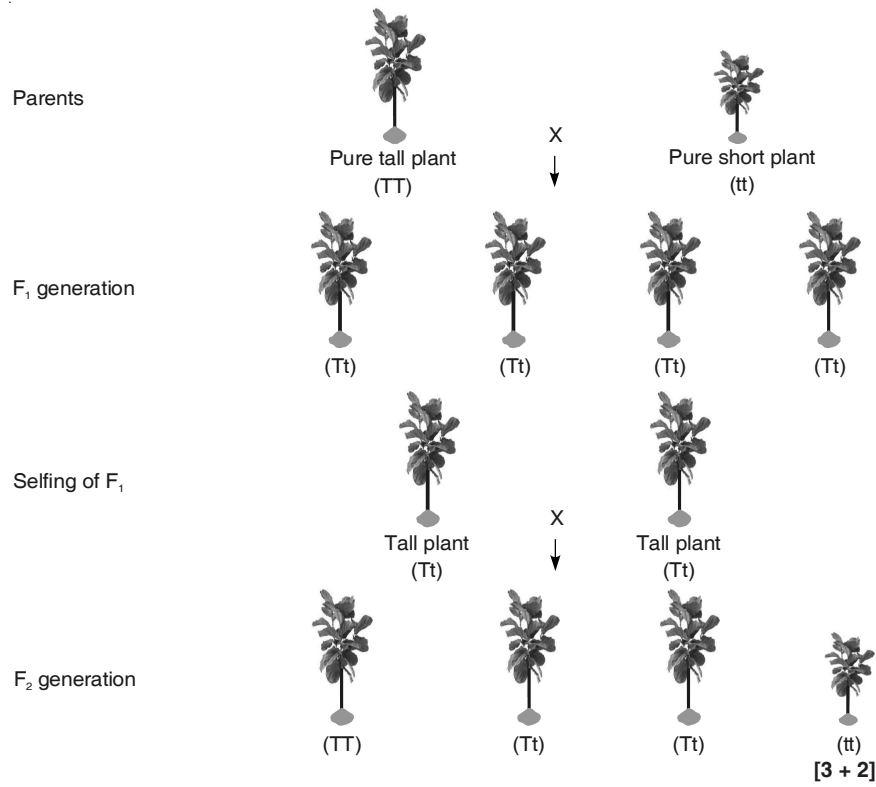 Parents
X
Pure tall plant
Pure short plant
(TT)
(tt)
F₁ generation
(Tt) (Tt) (Tt) (Tt)
Selfing of F₁
X
Tall plant
Tall plant
(Tt)
(Tt)
F₂ generation
(TT) (Tt) (Tt) (tt)
[3 + 2]